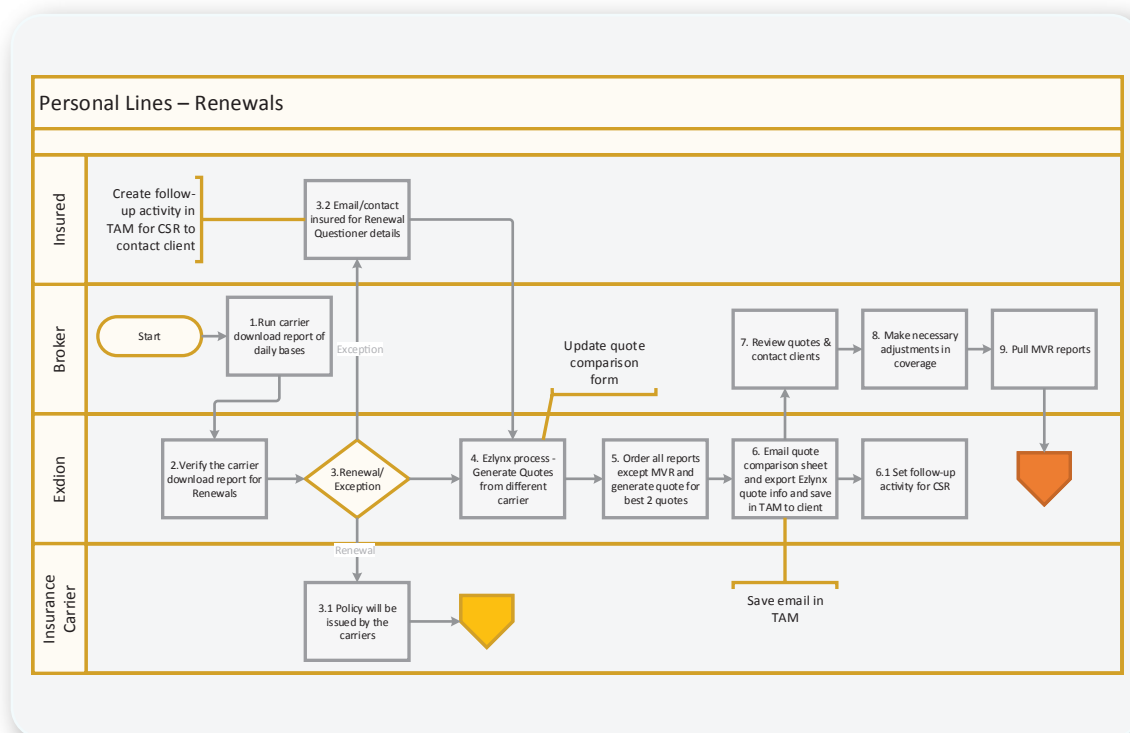 Personal Lines – Renewals
Insured
Create follow-
up activity in
TAM for CSR to
contact client
3.2 Email/contact
insured for Renewal
Questioner details
Broker
Start
1.Run carrier
download report of
daily bases
Exception
Update quote
comparison
form
7. Review quotes &
contact clients
8. Make necessary
adjustments in
coverage
9. Pull MVR reports
Exdion
2.Verify the carrier
download report for
Renewals
3.Renewal/
Exception
4. Ezlynx process -
Generate Quotes
from different
carrier
5. Order all reports
except MVR and
generate quote for
best 2 quotes
6. Email quote
comparison sheet
and export Ezlynx
quote info and save
in TAM to client
6.1 Set follow-up
activity for CSR
Renewal
Insurance
Carrier
3.1 Policy will be
issued by the
carriers
Save email in
TAM